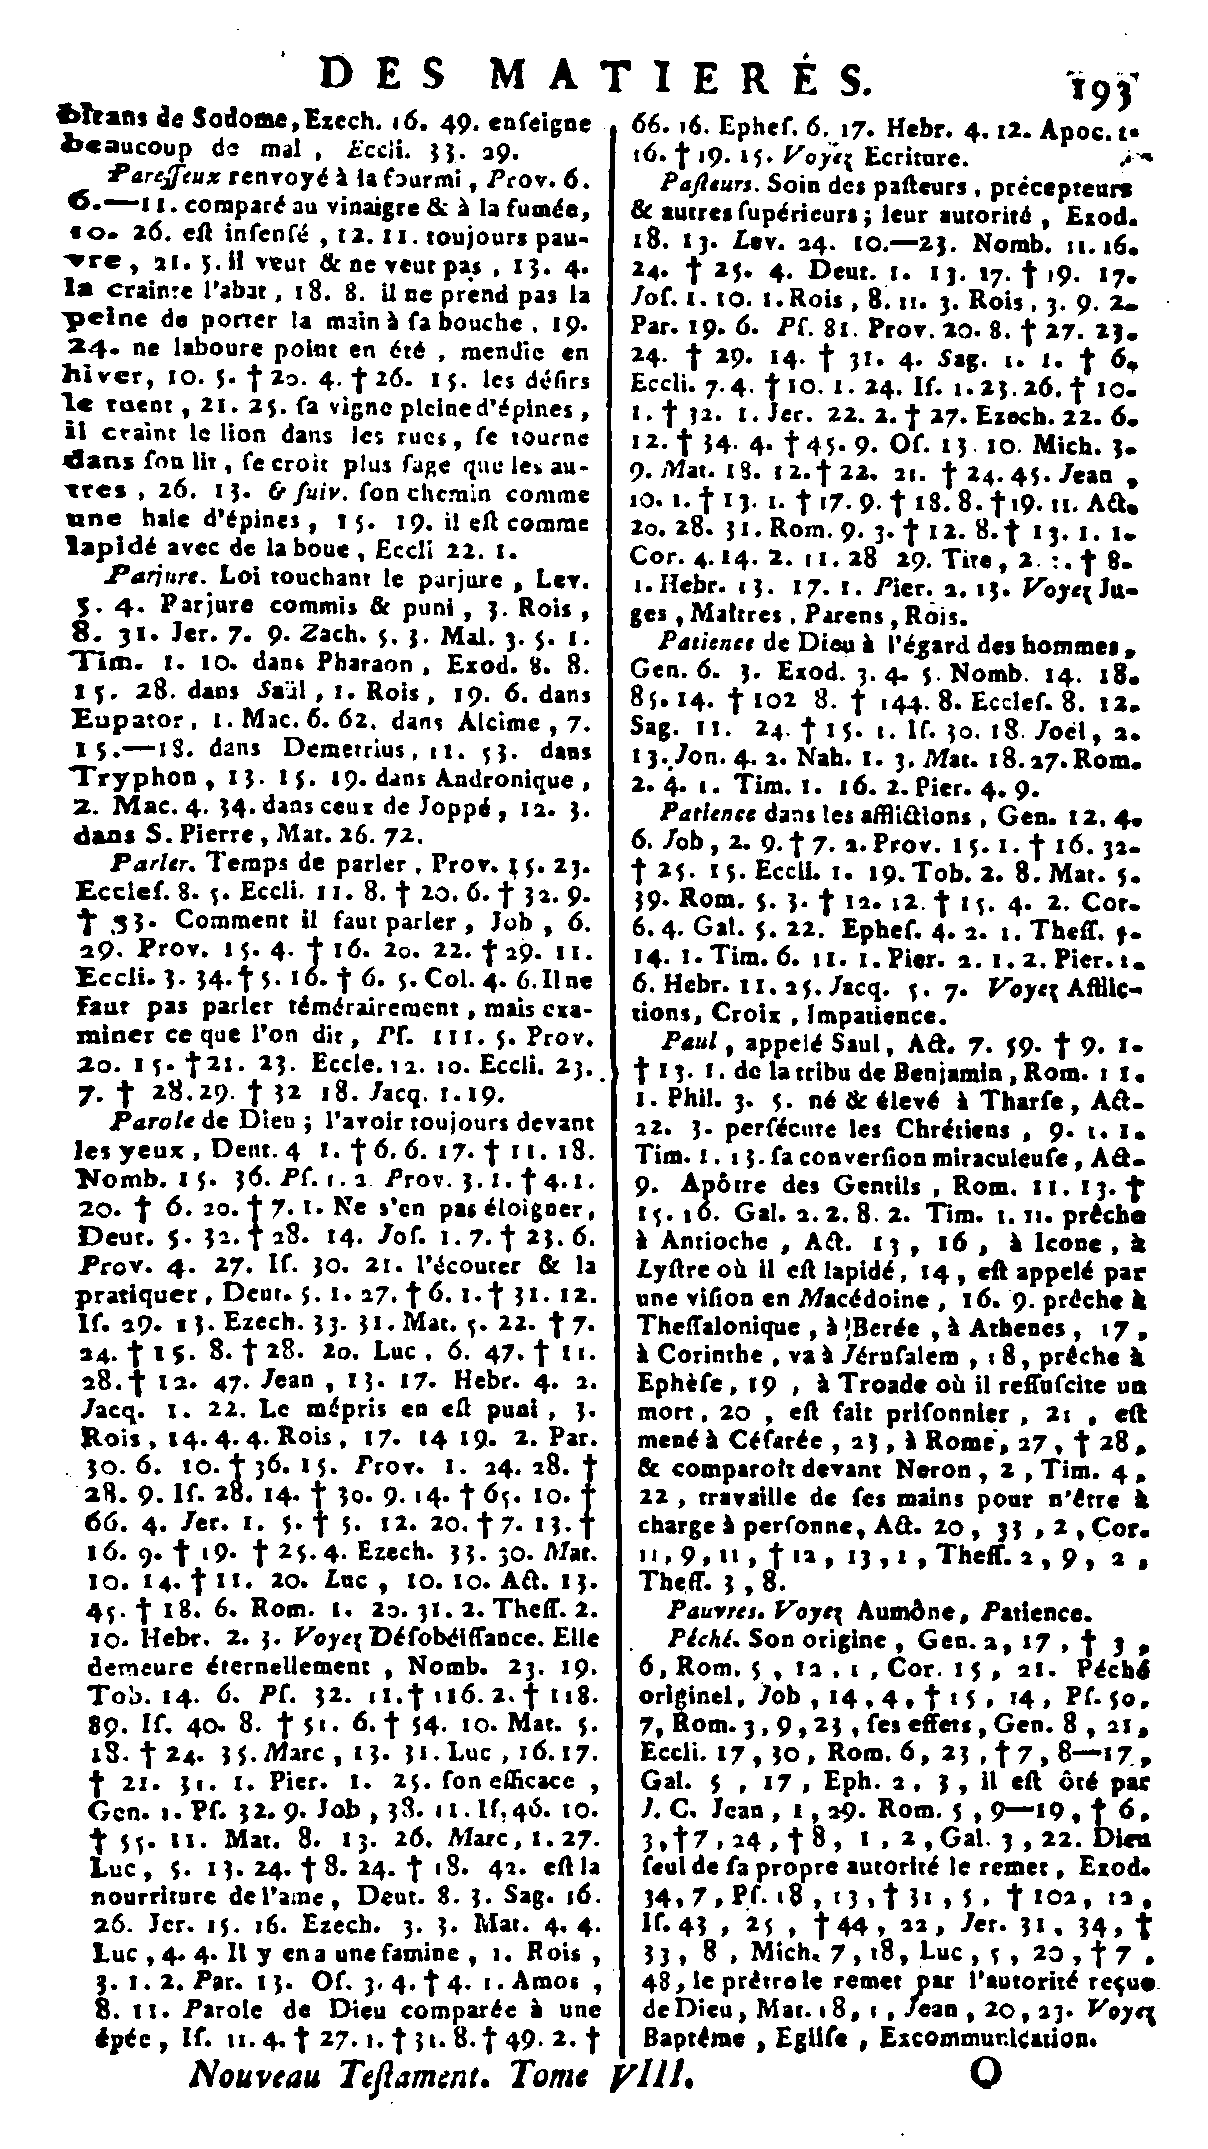 DES MATIERÉS. 193
bitans de Sodome, Ezech. 16. 49. enſeigne
beaucoup de mal, Eccli. 33. 29.
Pareſſeux renvoyé à la fourmi, Prov. 6.
6.—11. comparé au vinaigre & à la fumée,
10. 26. eſt inſenſé, 12. 11. toujours pau-
vre, 21. 5. il veut & ne veut pas, 13. 4.
la crainte l'abat, 18. 8. il ne prend pas la
peine de porter la main à ſa bouche, 19.
24. ne laboure point en été, mendie en
hiver, 10. 5. † 20. 4. † 26. 15. les déſirs
le tuent, 21. 25. ſa vigne pleine d'épines,
il craint le lion dans les rues, ſe tourne
dans ſon lit, ſe croit plus ſage que les au-
tres, 26. 13. & ſuiv. ſon chemin comme
une haie d'épines, 15. 19. il eſt comme
lapidé avec de la boue, Eccli 22. 1.
Parjure. Loi touchant le parjure, Lev.
5. 4. Parjure commis & puni, 3. Rois,
8. 31. Jer. 7. 9. Zach. 5. 3. Mal. 3. 5. 1.
Tim. 1. 10. dans Pharaon, Exod. 8. 8.
15. 28. dans Saül, 1. Rois, 19. 6. dans
Eupator, 1. Mac. 6. 62. dans Alcime, 7.
15.—18. dans Demetrius, 11. 53. dans
Tryphon, 13. 15. 19. dans Andronique,
2. Mac. 4. 34. dans ceux de Joppé, 12. 3.
dans S. Pierre, Mat. 26. 72.
Parler. Temps de parler, Prov. 15. 23.
Eccleſ. 8. 5. Eccli. 11. 8. † 20. 6. † 32. 9.
† 33. Comment il faut parler, Job, 6.
29. Prov. 15. 4. † 16. 20. 22. † 29. 11.
Eccli. 3. 34. † 5. 16. † 6. 5. Col. 4. 6. Il ne
faut pas parler témérairement, mais exa-
miner ce que l'on dit, Pſ. 111. 5. Prov.
20. 15. † 21. 23. Eccle. 12. 10. Eccli. 23.
7. † 28. 29. † 32 18. Jacq. 1. 19.
Parole de Dieu; l'avoir toujours devant
les yeux, Deut. 4 1. † 6. 6. 17. † 11. 18.
Nomb. 15. 36. Pſ. 1. 2 Prov. 3. 1. † 4. 1.
20. † 6. 20. † 7. 1. Ne s'en pas éloigner,
Deut. 5. 32. † 28. 14. Joſ. 1. 7. † 23. 6.
Prov. 4. 27. Iſ. 30. 21. l'écouter & la
pratiquer, Deut. 5. 1. 27. † 6. 1. † 31. 12.
Iſ. 29. 13. Ezech. 33. 31. Mat. 5. 22. † 7.
24. † 15. 8. † 28. 20. Luc, 6. 47. † 11.
28. † 12. 47. Jean, 13. 17. Hebr. 4. 2.
Jacq. 1. 22. Le mépris en eſt puni, 3.
Rois, 14. 4. 4. Rois, 17. 14 19. 2. Par.
30. 6. 10. † 36. 15. Prov. 1. 24. 28. †
28. 9. Iſ. 28. 14. † 30. 9. 14. † 65. 10. †
66. 4. Jer. 1. 5. † 5. 12. 20. † 7. 13. †
16. 9. † 19. † 25. 4. Ezech. 33. 30. Mat.
10. 14. † 11. 20. Luc, 10. 10. Act. 13.
45. † 18. 6. Rom. 1. 20. 31. 2. Theſſ. 2.
10. Hebr. 2. 3. Voyez Déſobéiſſance. Elle
demeure éternellement, Nomb. 23. 19.
Tob. 14. 6. Pſ. 32. 11. † 116. 2. † 118.
89. Iſ. 40. 8. † 51. 6. † 54. 10. Mat. 5.
18. † 24. 35. Marc, 13. 31. Luc, 16. 17.
† 21. 31. 1. Pier. 1. 25. ſon efficace,
Gen. 1. Pſ. 32. 9. Job, 38. 11. Iſ. 46. 10.
† 55. 11. Mat. 8. 13. 26. Marc, 1. 27.
Luc, 5. 13. 24. † 8. 24. † 18. 42. eſt la
nourriture de l'ame, Deut. 8. 3. Sag. 16.
26. Jer. 15. 16. Ezech. 3. 3. Mat. 4. 4.
Luc, 4. 4. Il y en a une famine, 1. Rois,
3. 1. 2. Par. 13. Oſ. 3. 4. † 4. 1. Amos,
8. 11. Parole de Dieu comparée à une
épée, Iſ. 11. 4. † 27. 1. † 31. 8. † 49. 2. †
66. 16. Epheſ. 6. 17. Hebr. 4. 12. Apoc. 1.
16. † 19. 15. Voyez Ecriture.
Paſteurs. Soin des paſteurs, précepteurs
& autres ſupérieurs; leur autorité, Exod.
18. 13. Lev. 24. 10.—23. Nomb. 11. 16.
24. † 25. 4. Deut. 1. 13. 17. † 19. 17.
Joſ. 1. 10. 1. Rois, 8. 11. 3. Rois, 3. 9. 2.
Par. 19. 6. Pſ. 81. Prov. 20. 8. † 27. 23.
24. † 29. 14. † 31. 4. Sag. 1. 1. † 6.
Eccli. 7. 4. † 10. 1. 24. Iſ. 1. 23. 26. † 10.
1. † 32. 1. Jer. 22. 2. † 27. Ezech. 22. 6.
12. † 34. 4. † 45. 9. Oſ. 13 10. Mich. 3.
9. Mat. 18. 12. † 22. 21. † 24. 45. Jean,
10. 1. † 13. 1. † 17. 9. † 18. 8. † 19. 11. Act.
20. 28. 31. Rom. 9. 3. † 12. 8. † 13. 1. 1.
Cor. 4. 14. 2. 11. 28 29. Tite, 2. † 8.
1. Hebr. 13. 17. 1. Pier. 2. 13. Voyez Ju-
ges, Maîtres, Parens, Rois.
Patience de Dieu à l'égard des hommes,
Gen. 6. 3. Exod. 3. 4. 5. Nomb. 14. 18.
85. 14. † 102 8. † 144. 8. Eccleſ. 8. 12.
Sag. 11. 24. † 15. 1. Iſ. 30. 18. Joel, 2.
13. Jon. 4. 2. Nah. 1. 3. Mat. 18. 27. Rom.
2. 4. 1. Tim. 1. 16. 2. Pier. 4. 9.
Patience dans les afflictions, Gen. 12. 4.
6. Job, 2. 9. † 7. 2. Prov. 15. 1. † 16. 32.
† 25. 15. Eccli. 1. 19. Tob. 2. 8. Mat. 5.
39. Rom. 5. 3. † 12. 12. † 15. 4. 2. Cor.
6. 4. Gal. 5. 22. Epheſ. 4. 2. 1. Theſſ. 5.
14. 1. Tim. 6. 11. 1. Pier. 2. 1. 2. Pier. 1.
6. Hebr. 11. 25. Jacq. 5. 7. Voyez Afflic-
tions, Croix, Impatience.
Paul, appelé Saul, Act. 7. 59. † 9. 1.
† 13. 1. de la tribu de Benjamin, Rom. 11.
1. Phil. 3. 5. né & élevé à Tharſe, Act.
22. 3. perſécute les Chrétiens, 9. 1. 1.
Tim. 1. 13. ſa converſion miraculeuſe, Act.
9. Apôtre des Gentils, Rom. 11. 13. †
15. 16. Gal. 2. 2. 8. 2. Tim. 1. 11. prêche
à Antioche, Act. 13, 16, à Icone, à
Lyſtre où il eſt lapidé, 14, eſt appelé par
une viſion en Macédoine, 16. 9. prêche à
Theſſalonique, à Berée, à Athenes, 17,
à Corinthe, va à Jéruſalem, 18, prêche à
Ephèſe, 19, à Troade où il reſſuſcite un
mort, 20, eſt fait priſonnier, 21, eſt
mené à Céſarée, 23, à Rome, 27, † 28,
& comparoît devant Neron, 2, Tim. 4,
22, travaille de ſes mains pour n'être à
charge à perſonne, Act. 20, 33, 2, Cor.
11, 9, 11, † 12, 13, 1, Theſſ. 2, 9, 2,
Theſſ. 3, 8.
Pauvres. Voyez Aumône, Patience.
Péché. Son origine, Gen. 2, 17, † 3,
6, Rom. 5, 12, 1, Cor. 15, 21. Péché
originel, Job, 14, 4, † 15, 14, Pſ. 50,
7, Rom. 3, 9, 23, ſes effets, Gen. 8, 21,
Eccli. 17, 30, Rom. 6, 23, † 7, 8—17,
Gal. 5, 17, Eph. 2, 3, il eſt ôté par
J. C. Jean, 1, 29. Rom. 5, 9—19, † 6,
3, † 7, 24, † 8, 1, 2, Gal. 3, 22. Dieu
ſeul de ſa propre autorité le remet, Exod.
34, 7, Pſ. 18, 13, † 31, 5, † 102, 12,
Iſ. 43, 25, † 44, 22, Jer. 31, 34, †
33, 8, Mich. 7, 18, Luc, 5, 20, † 7,
48, le prêtre le remet par l'autorité reçue
de Dieu, Mat. 18, 1, Jean, 20, 23. Voyez
Baptême, Egliſe, Excommunication.
Nouveau Teſtament. Tome VIII. O